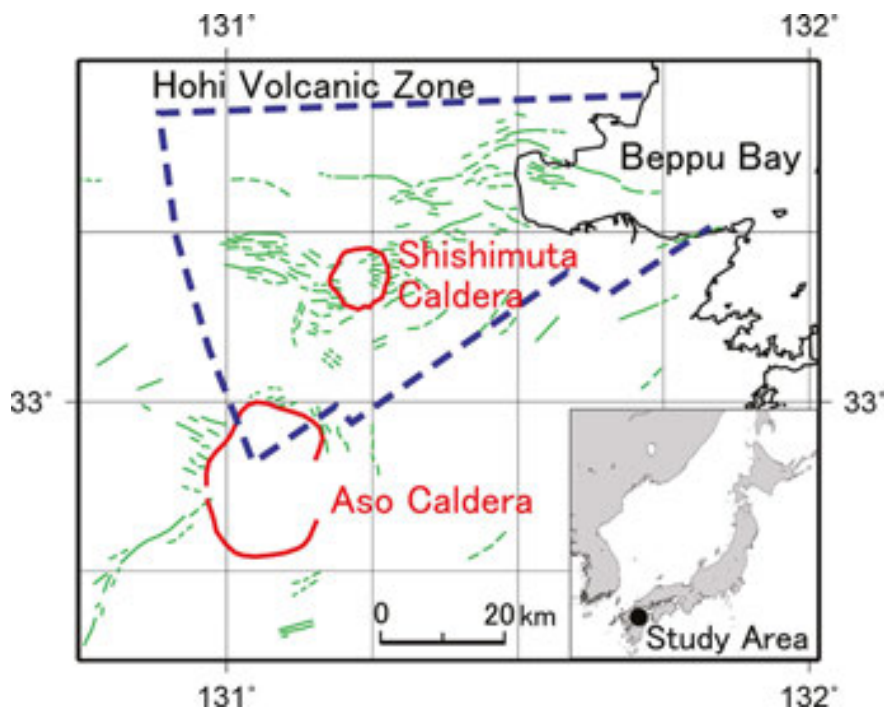 131°
132°
Hohi Volcanic Zone
Beppu Bay
Shishimuta
Caldera
33°
33°
Aso Caldera
0
20 km
Study Area
131°
132°